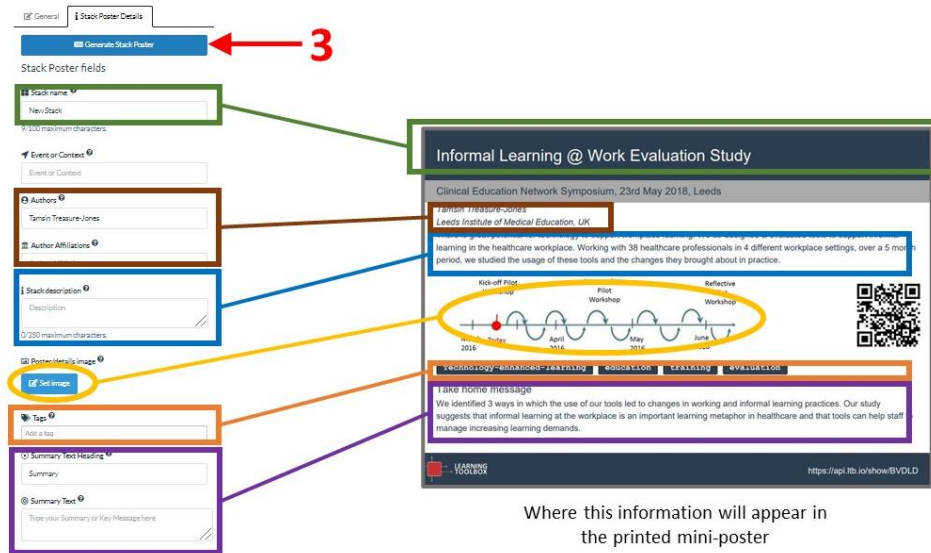 General
Stack Poster Details
Generate Stack Poster
3
Stack Poster fields
Stack name
New Stack
9/100 maximum characters.
Event or Context
Event or Context
Authors
Tamsin Treasure-Jones
Author Affiliations
Stack description
Description
0/350 maximum characters.
Poster/details image
Set image
Tags
Add a tag
Summary Text Heading
Summary
Summary Text
Type your Summary or Key Message here
Informal Learning @ Work Evaluation Study
Clinical Education Network Symposium, 23rd May 2018, Leeds
Tamsin Treasure-Jones
Leeds Institute of Medical Education, UK
learning in the healthcare workplace. Working with 38 healthcare professionals in 4 different workplace settings, over a 5 month
period, we studied the usage of these tools and the changes they brought about in practice.
Kick-off Pilot
Workshop
Pilot
Workshop
Reflective
Workshop
2016
Today
April
2016
May
2016
June
2016
technology-enhanced-learning education training evaluation
Take home message
We identified 3 ways in which the use of our tools led to changes in working and informal learning practices. Our study
suggests that informal learning at the workplace is an important learning metaphor in healthcare and that tools can help staff
manage increasing learning demands.
LEARNING
TOOLBOX
https://api.ltb.io/show/BVDLD
Where this information will appear in
the printed mini-poster